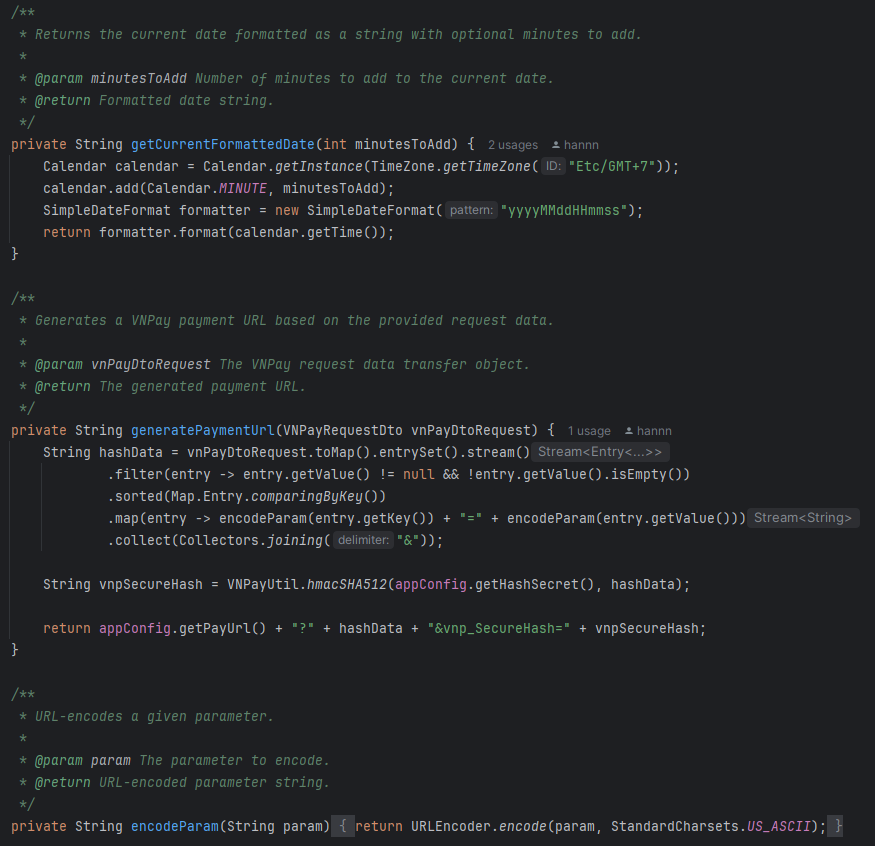 /**
 * Returns the current date formatted as a string with optional minutes to add.
 *
 * @param minutesToAdd Number of minutes to add to the current date.
 * @return Formatted date string.
 */
private String getCurrentFormattedDate(int minutesToAdd) { 2 usages hannn
    Calendar calendar = Calendar.getInstance(TimeZone.getTimeZone( ID: "Etc/GMT+7"));
    calendar.add(Calendar.MINUTE, minutesToAdd);
    SimpleDateFormat formatter = new SimpleDateFormat( pattern: "yyyyMMddHHmmss");
    return formatter.format(calendar.getTime());
}
/**
 * Generates a VNPay payment URL based on the provided request data.
 *
 * @param vnPayDtoRequest The VNPay request data transfer object.
 * @return The generated payment URL.
 */
private String generatePaymentUrl(VNPayRequestDto vnPayDtoRequest) { 1 usage hannn
    String hashData = vnPayDtoRequest.toMap().entrySet().stream() Stream<Entry<...>>
            .filter(entry -> entry.getValue() != null && !entry.getValue().isEmpty())
            .sorted(Map.Entry.comparingByKey())
            .map(entry -> encodeParam(entry.getKey()) + "=" + encodeParam(entry.getValue())) Stream<String>
            .collect(Collectors.joining( delimiter: "&"));
    String vnpSecureHash = VNPayUtil.hmacSHA512(appConfig.getHashSecret(), hashData);
    return appConfig.getPayUrl() + "?" + hashData + "&vnp_SecureHash=" + vnpSecureHash;
}
/**
 * URL-encodes a given parameter.
 *
 * @param param The parameter to encode.
 * @return URL-encoded parameter string.
 */
private String encodeParam(String param) { return URLEncoder.encode(param, StandardCharsets.US_ASCII); }